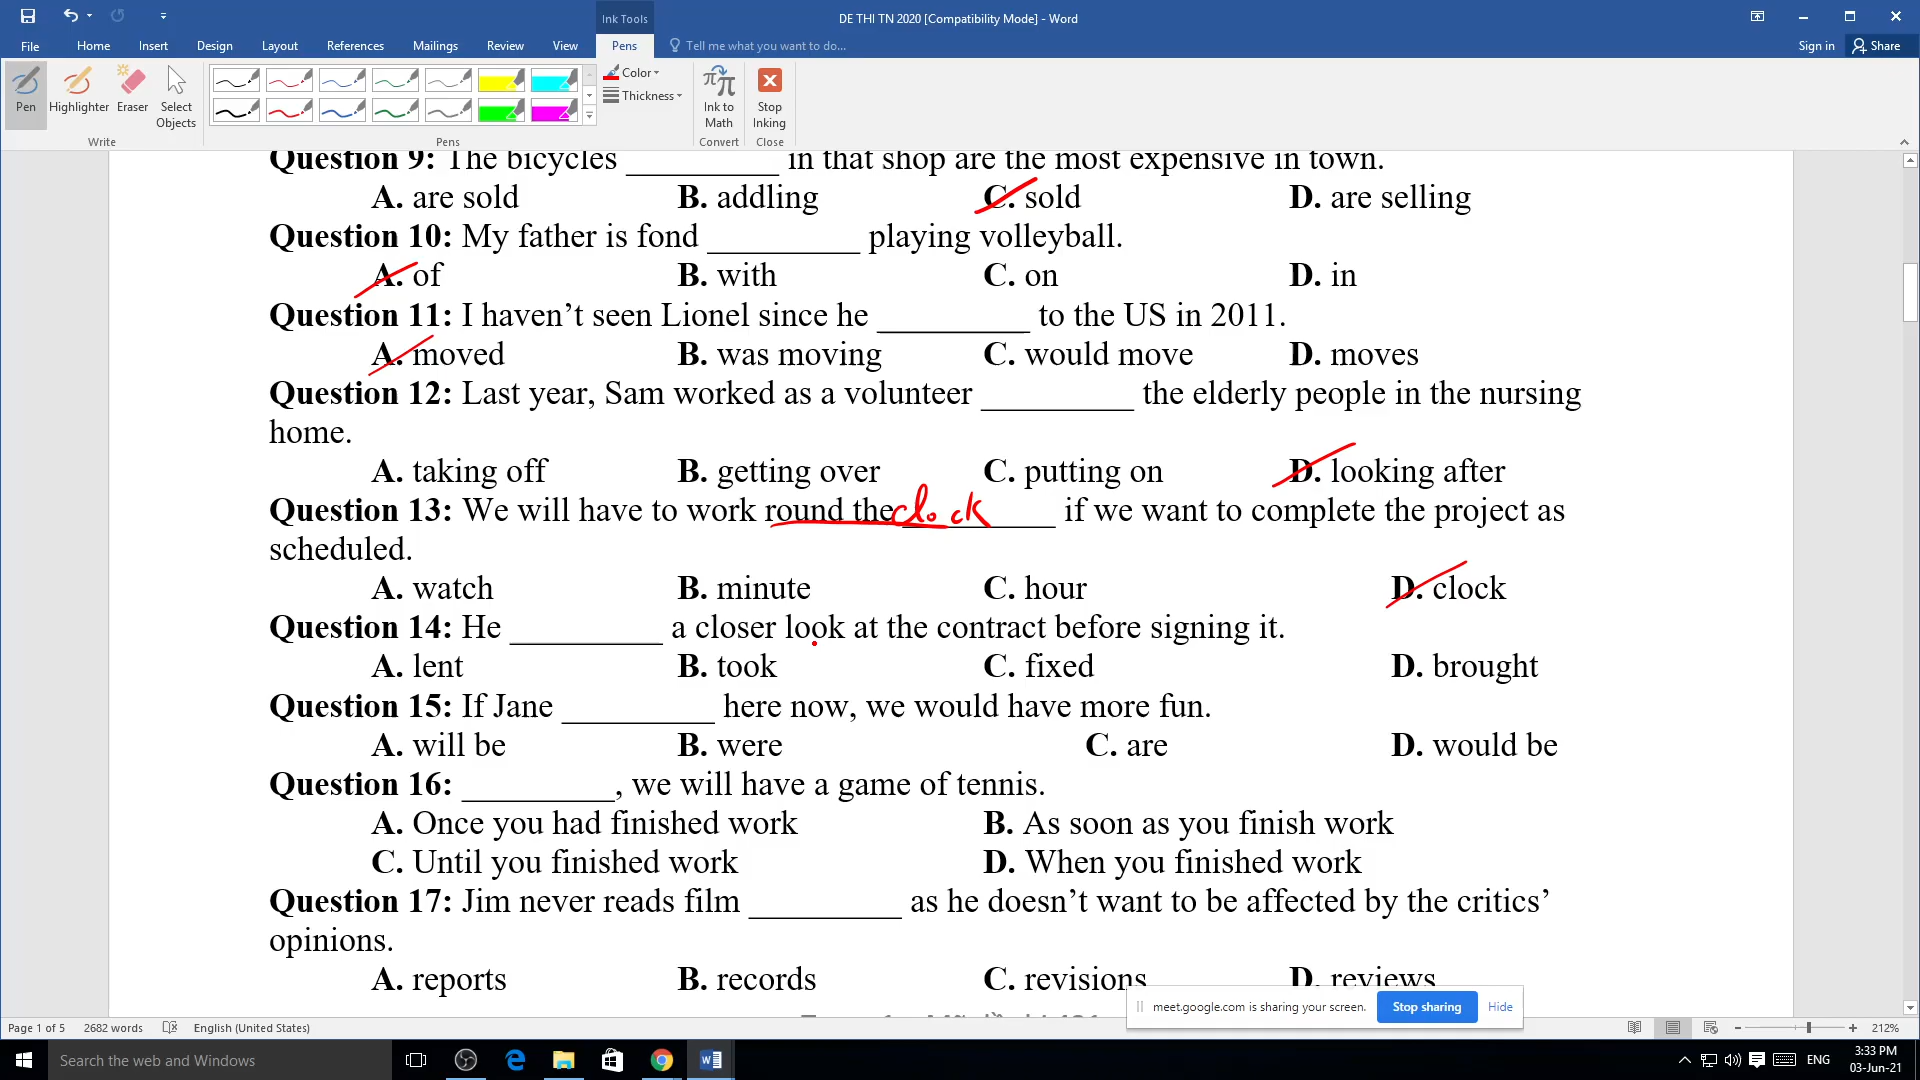 Ink Tools
DE THI TN 2020 [Compatibility Mode] - Word
File Home Insert Design Layout References Mailings Review View Pens Tell me what you want to do... Sign in Share
Pen Highlighter Eraser Select Objects Color Thickness Ink to Math Stop Inking
Write Pens Convert Close
Question 9: The bicycles _________ in that shop are the most expensive in town.
A. are sold B. addling C. sold D. are selling
Question 10: My father is fond _________ playing volleyball.
A. of B. with C. on D. in
Question 11: I haven’t seen Lionel since he _________ to the US in 2011.
A. moved B. was moving C. would move D. moves
Question 12: Last year, Sam worked as a volunteer _________ the elderly people in the nursing
home.
A. taking off B. getting over C. putting on D. looking after
Question 13: We will have to work round the clock _________ if we want to complete the project as
scheduled.
A. watch B. minute C. hour D. clock
Question 14: He _________ a closer look at the contract before signing it.
A. lent B. took C. fixed D. brought
Question 15: If Jane _________ here now, we would have more fun.
A. will be B. were C. are D. would be
Question 16: _________, we will have a game of tennis.
A. Once you had finished work B. As soon as you finish work
C. Until you finished work D. When you finished work
Question 17: Jim never reads film _________ as he doesn’t want to be affected by the critics’
opinions.
A. reports B. records C. revisions D. reviews
meet.google.com is sharing your screen. Stop sharing Hide
Page 1 of 5 2682 words English (United States) 212%
Search the web and Windows ENG 3:33 PM
03-Jun-21